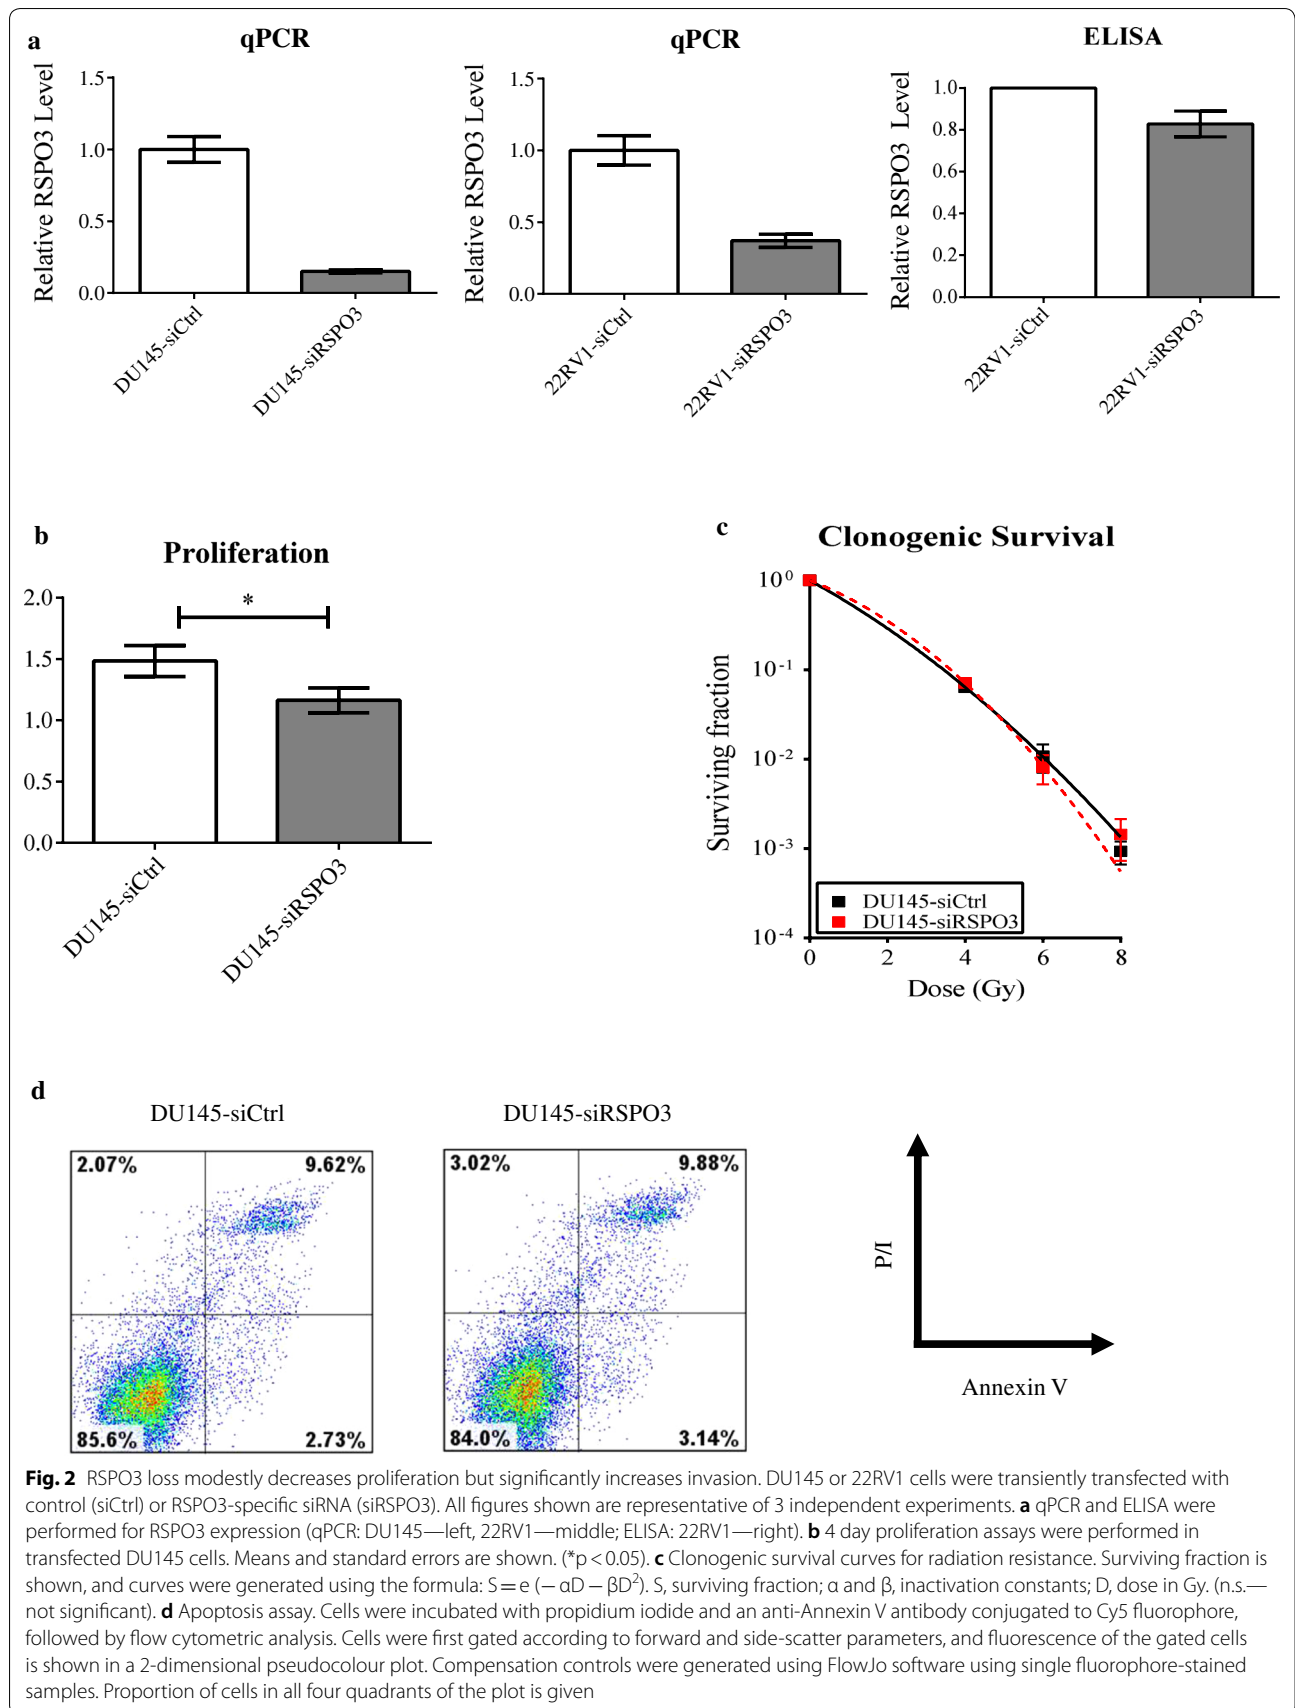 a
qPCR
Relative RSPO3 Level
1.5
1.0
0.5
0.0
DU145-siCtrl
DU145-siRSPO3
qPCR
Relative RSPO3 Level
1.5
1.0
0.5
0.0
22RV1-siCtrl
22RV1-siRSPO3
ELISA
Relative RSPO3 Level
1.0
0.8
0.6
0.4
0.2
0.0
22RV1-siCtrl
22RV1-siRSPO3
b
Proliferation
2.0
1.5
1.0
0.5
0.0
*
DU145-siCtrl
DU145-siRSPO3
c
Clonogenic Survival
Surviving fraction
10⁰
10⁻¹
10⁻²
10⁻³
10⁻⁴
DU145-siCtrl
DU145-siRSPO3
0 2 4 6 8
Dose (Gy)
d
DU145-siCtrl
2.07% 9.62%
85.6% 2.73%
DU145-siRSPO3
3.02% 9.88%
84.0% 3.14%
P/I
Annexin V
Fig. 2 RSPO3 loss modestly decreases proliferation but significantly increases invasion. DU145 or 22RV1 cells were transiently transfected with
control (siCtrl) or RSPO3-specific siRNA (siRSPO3). All figures shown are representative of 3 independent experiments. a qPCR and ELISA were
performed for RSPO3 expression (qPCR: DU145—left, 22RV1—middle; ELISA: 22RV1—right). b 4 day proliferation assays were performed in
transfected DU145 cells. Means and standard errors are shown. (*p < 0.05). c Clonogenic survival curves for radiation resistance. Surviving fraction is
shown, and curves were generated using the formula: S = e (− αD − βD²). S, surviving fraction; α and β, inactivation constants; D, dose in Gy. (n.s.—
not significant). d Apoptosis assay. Cells were incubated with propidium iodide and an anti-Annexin V antibody conjugated to Cy5 fluorophore,
followed by flow cytometric analysis. Cells were first gated according to forward and side-scatter parameters, and fluorescence of the gated cells
is shown in a 2-dimensional pseudocolour plot. Compensation controls were generated using FlowJo software using single fluorophore-stained
samples. Proportion of cells in all four quadrants of the plot is given